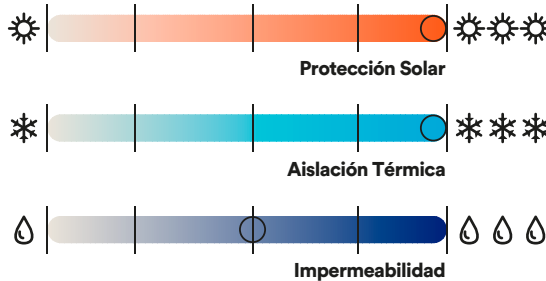 Protección Solar
Aislación Térmica
Impermeabilidad